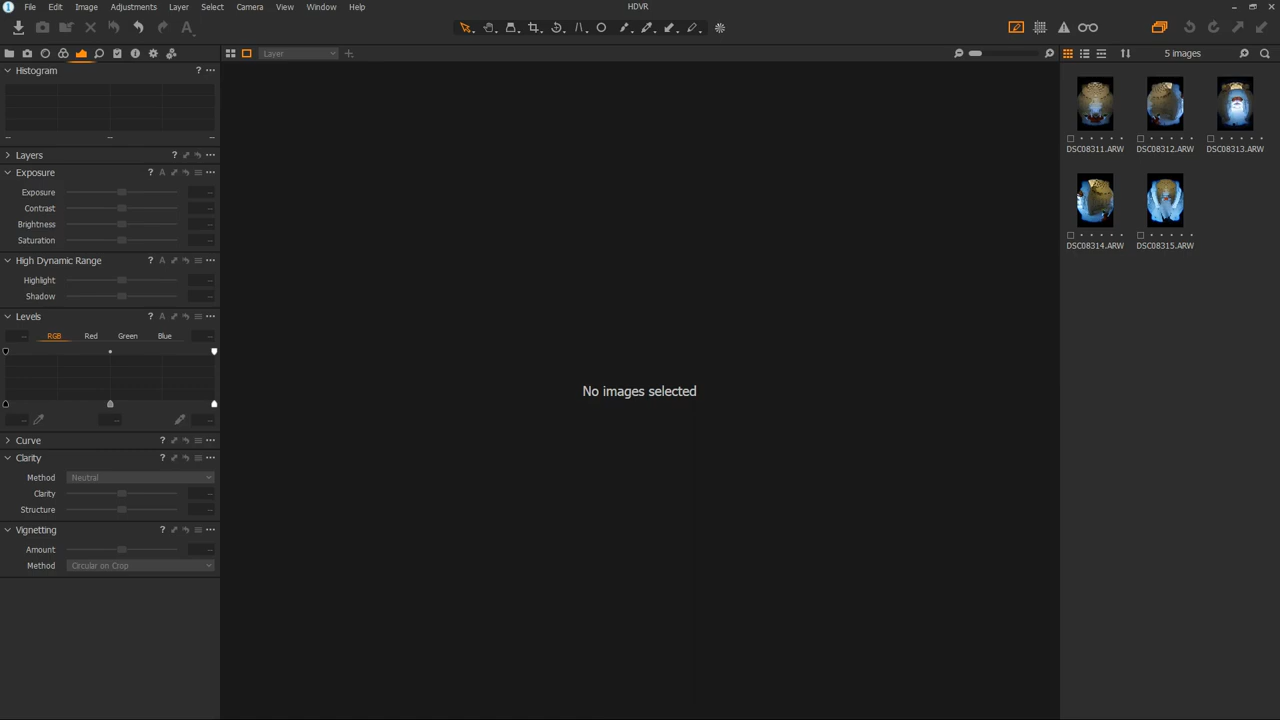 File Edit Image Adjustments Layer Select Camera View Window Help HDVR
A
Layer 5 images
Histogram ?
Layers ?
Exposure ? A
Exposure
Contrast
Brightness
Saturation
High Dynamic Range ? A
Highlight
Shadow
Levels ? A
RGB Red Green Blue
Curve ?
Clarity ?
Method Neutral
Clarity
Structure
Vignetting ?
Amount
Method Circular on Crop
No images selected
DSC08311.ARW DSC08312.ARW DSC08313.ARW
DSC08314.ARW DSC08315.ARW